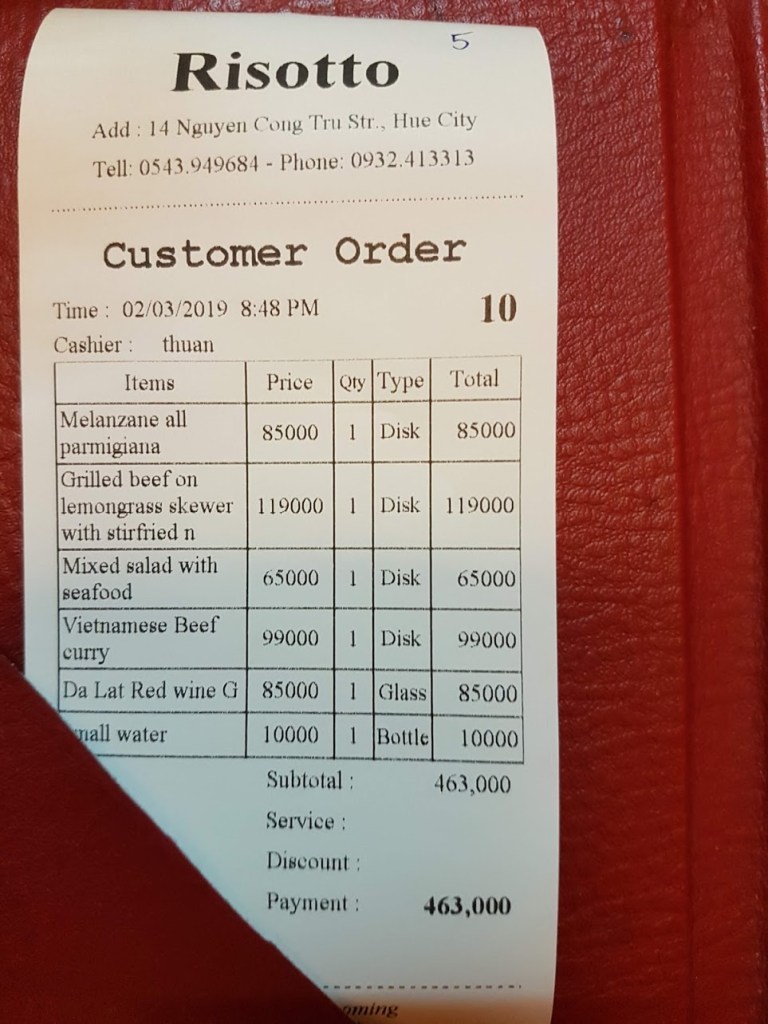 5
Risotto
Add : 14 Nguyen Cong Tru Str., Hue City
Tell: 0543.949684 - Phone: 0932.413313
Customer Order
Time : 02/03/2019 8:48 PM 10
Cashier : thuan
Items Price Qty Type Total
Melanzane all
parmigiana 85000 1 Disk 85000
Grilled beef on
lemongrass skewer 119000 1 Disk 119000
with stirfried n
Mixed salad with
seafood 65000 1 Disk 65000
Vietnamese Beef
curry 99000 1 Disk 99000
Da Lat Red wine G 85000 1 Glass 85000
mall water 10000 1 Bottle 10000
Subtotal : 463,000
Service :
Discount :
Payment : 463,000